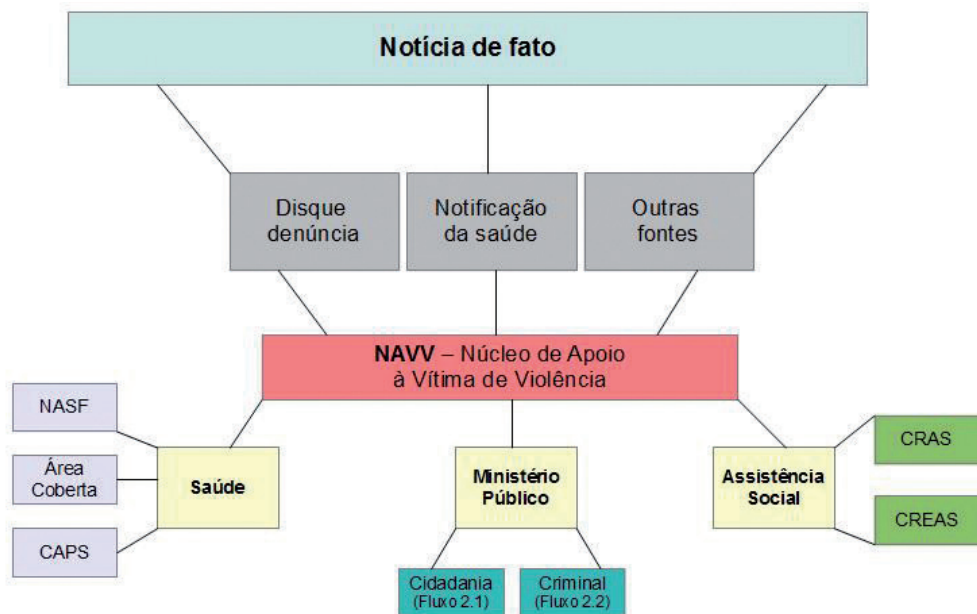 Notícia de fato
Disque
denúncia
Notificação
da saúde
Outras
fontes
NAVV – Núcleo de Apoio
à Vítima de Violência
NASF
Área
Coberta
CAPS
Saúde
Ministério
Público
Assistência
Social
CRAS
CREAS
Cidadania
(Fluxo 2.1)
Criminal
(Fluxo 2.2)